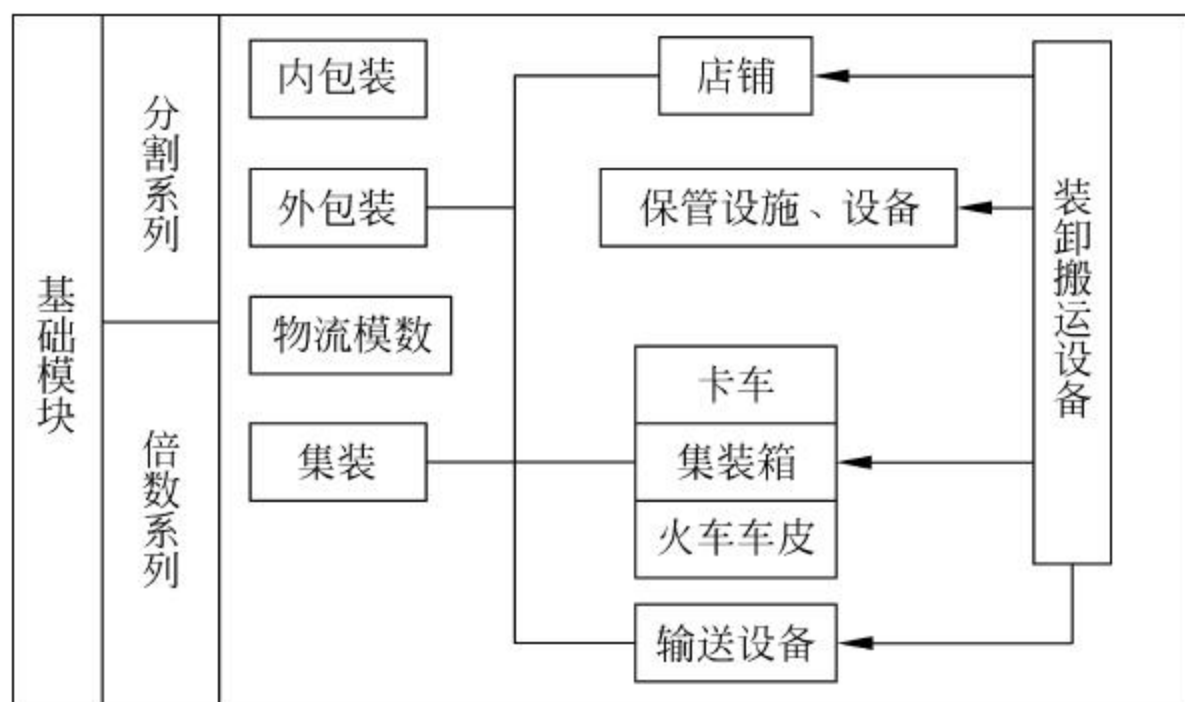 基础模块
分割系列
倍数系列
内包装
外包装
物流模数
集装
店铺
保管设施、设备
卡车
集装箱
火车车皮
输送设备
装卸搬运设备